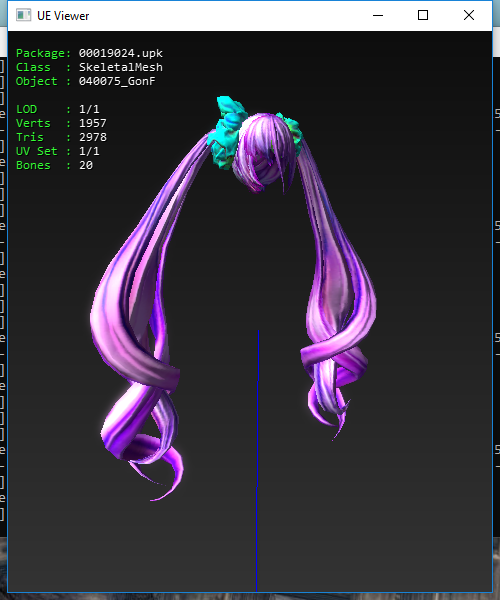 UE Viewer
Package: 00019024.upk
Class  : SkeletalMesh
Object : 040075_GonF
LOD    : 1/1
Verts  : 1957
Tris   : 2978
UV Set : 1/1
Bones  : 20